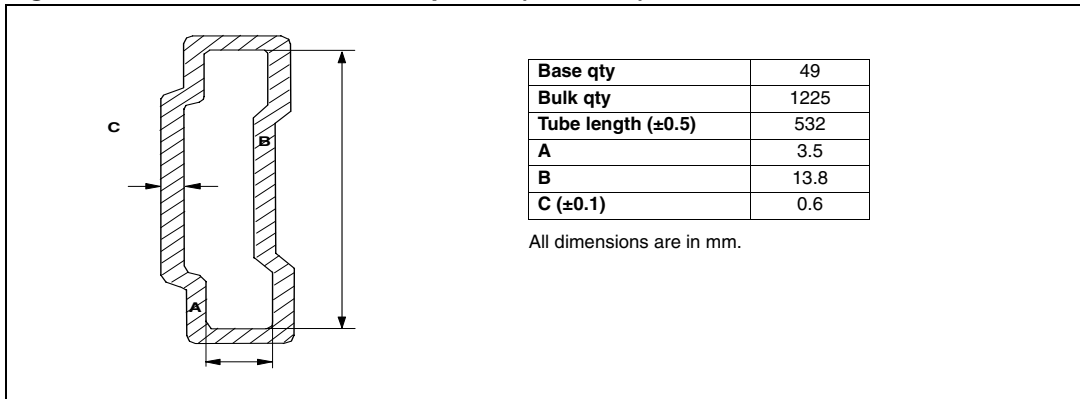 C
B
A
Base qty 49
Bulk qty 1225
Tube length (±0.5) 532
A 3.5
B 13.8
C (±0.1) 0.6
All dimensions are in mm.